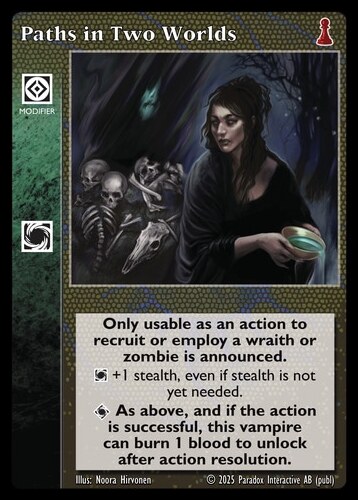 Paths in Two Worlds
MODIFIER
Only usable as an action to
recruit or employ a wraith or
zombie is announced.
+1 stealth, even if stealth is not
yet needed.
As above, and if the action
is successful, this vampire
can burn 1 blood to unlock
after action resolution.
Illus: Noora Hirvonen © 2025 Paradox Interactive AB (publ)